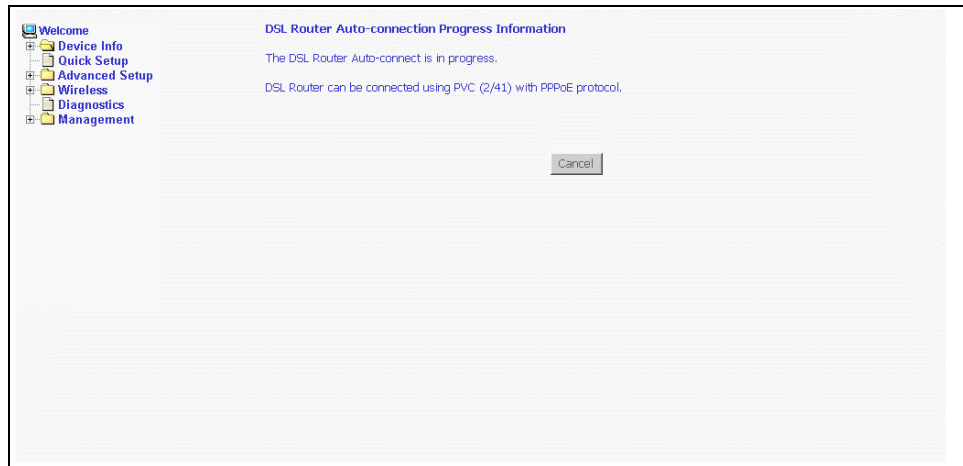 Welcome
Device Info
Quick Setup
Advanced Setup
Wireless
Diagnostics
Management
DSL Router Auto-connection Progress Information
The DSL Router Auto-connect is in progress.
DSL Router can be connected using PVC (2/41) with PPPoE protocol.
Cancel